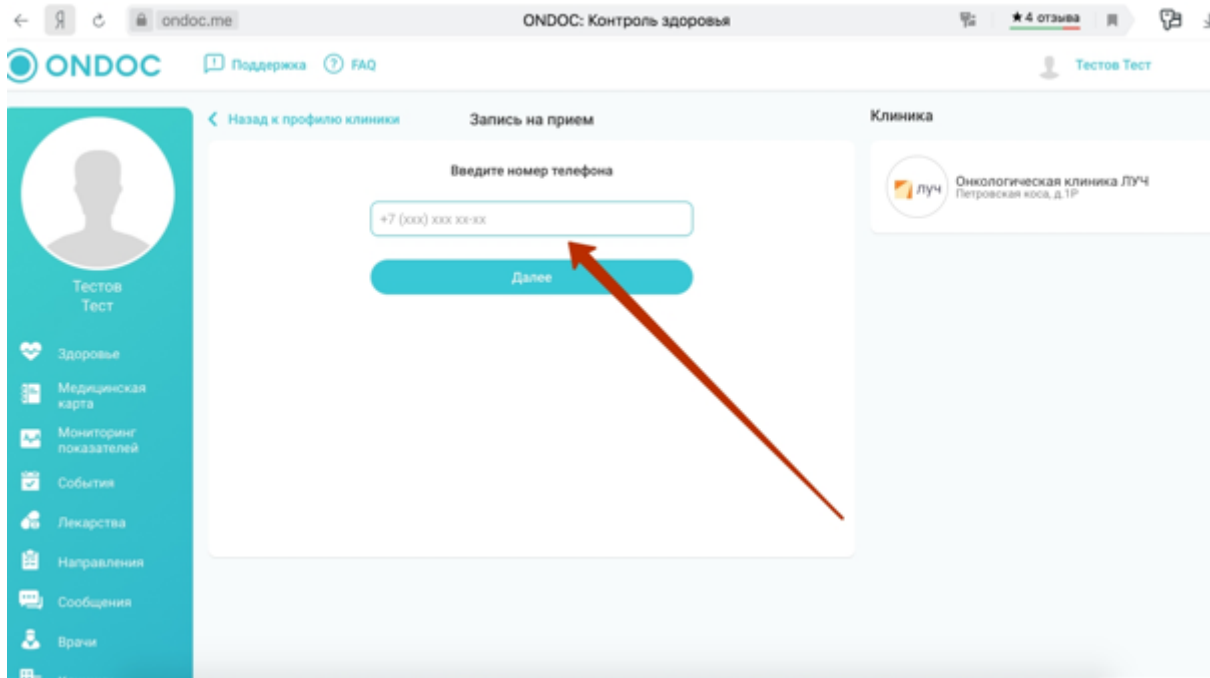 Я
ondoc.me
ONDOC: Контроль здоровья
★4 отзыва
ONDOC
Поддержка
? FAQ
Тестов Тест
Назад к профилю клиники
Запись на прием
Клиника
Введите номер телефона
+7 (xxx) xxx xx-xx
Далее
луч
Онкологическая клиника ЛУЧ
Петровская коса, д.1Р
Тестов
Тест
Здоровье
Медицинская
карта
Мониторинг
показателей
События
Лекарства
Направления
Сообщения
Врачи